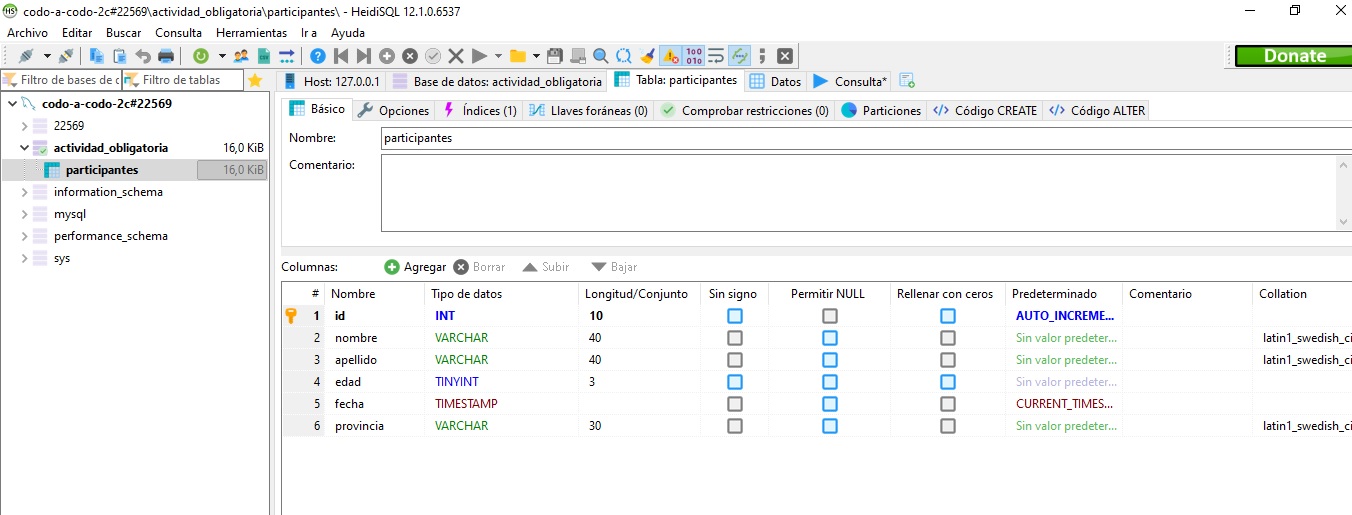 codo-a-codo-2c#22569\actividad_obligatoria\participantes\ - HeidiSQL 12.1.0.6537
Archivo Editar Buscar Consulta Herramientas Ir a Ayuda
Donate
Filtro de bases de d Filtro de tablas Host: 127.0.0.1 Base de datos: actividad_obligatoria Tabla: participantes Datos Consulta*
codo-a-codo-2c#22569
22569
actividad_obligatoria 16,0 KiB
participantes 16,0 KiB
information_schema
mysql
performance_schema
sys
Básico Opciones Índices (1) Llaves foráneas (0) Comprobar restricciones (0) Particiones Código CREATE Código ALTER
Nombre: participantes
Comentario:
Columnas: Agregar Borrar Subir Bajar
# Nombre Tipo de datos Longitud/Conjunto Sin signo Permitir NULL Rellenar con ceros Predeterminado Comentario Collation
1 id INT 10 AUTO_INCREME...
2 nombre VARCHAR 40 Sin valor predeter... latin1_swedish_ci
3 apellido VARCHAR 40 Sin valor predeter... latin1_swedish_ci
4 edad TINYINT 3 Sin valor predeter...
5 fecha TIMESTAMP CURRENT_TIMES...
6 provincia VARCHAR 30 Sin valor predeter... latin1_swedish_ci